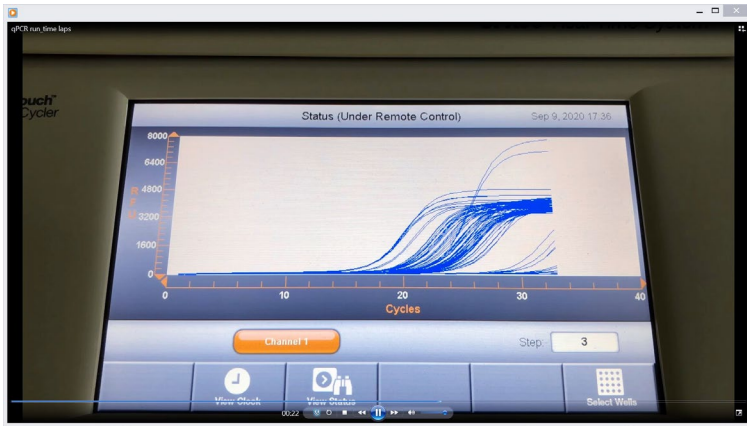 qPCR run_time laps
ouch"
Cycler
Status (Under Remote Control)
Sep 9, 2020 17:36
8000
6400
4800
3200
1600
0
0 10 20 30 40
Cycles
Channel 1
Step: 3
View Clock
View Status
Select Wells
00:22